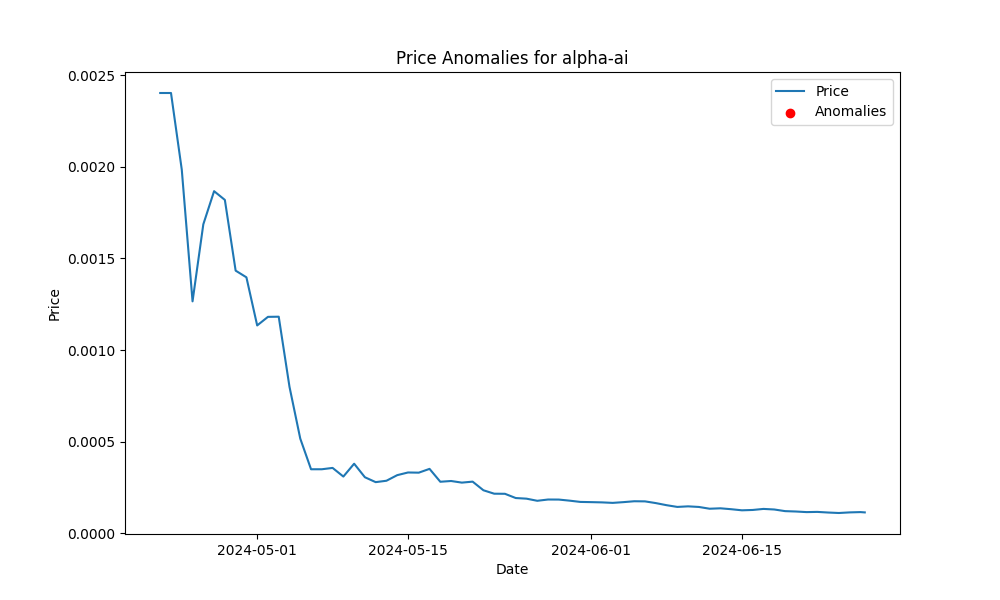 Price Anomalies for alpha-ai
Price
Anomalies
0.0025
0.0020
0.0015
0.0010
0.0005
0.0000
Price
2024-05-01
2024-05-15
2024-06-01
2024-06-15
Date